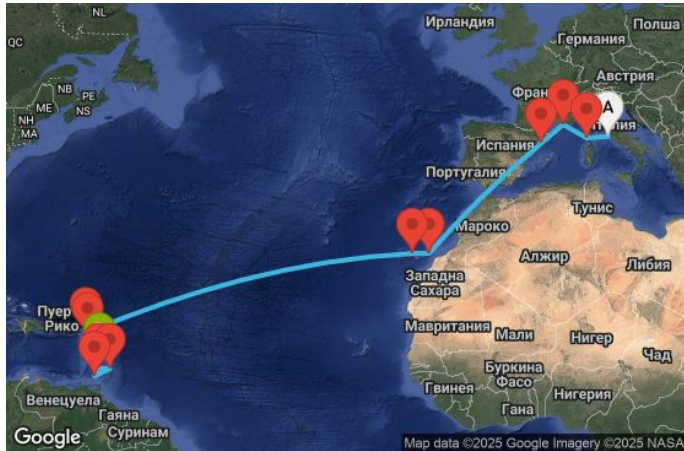 NL
QC
NB
PE
ME
NS
NH
MA
Ирландия
Полша
Германия
Австрия
Фран
A
Испания
Португалия
Тунис
Мароко
Алжир
Либия
Западна
Сахара
Пуер
Рико
Мавритания
Мали
Нигер
Чад
Буркина
Фасо
Гвинея
Нигерия
Гана
Венецуела
Гаяна
Суринам
Google
Map data ©2025 Google Imagery ©2025 NASA